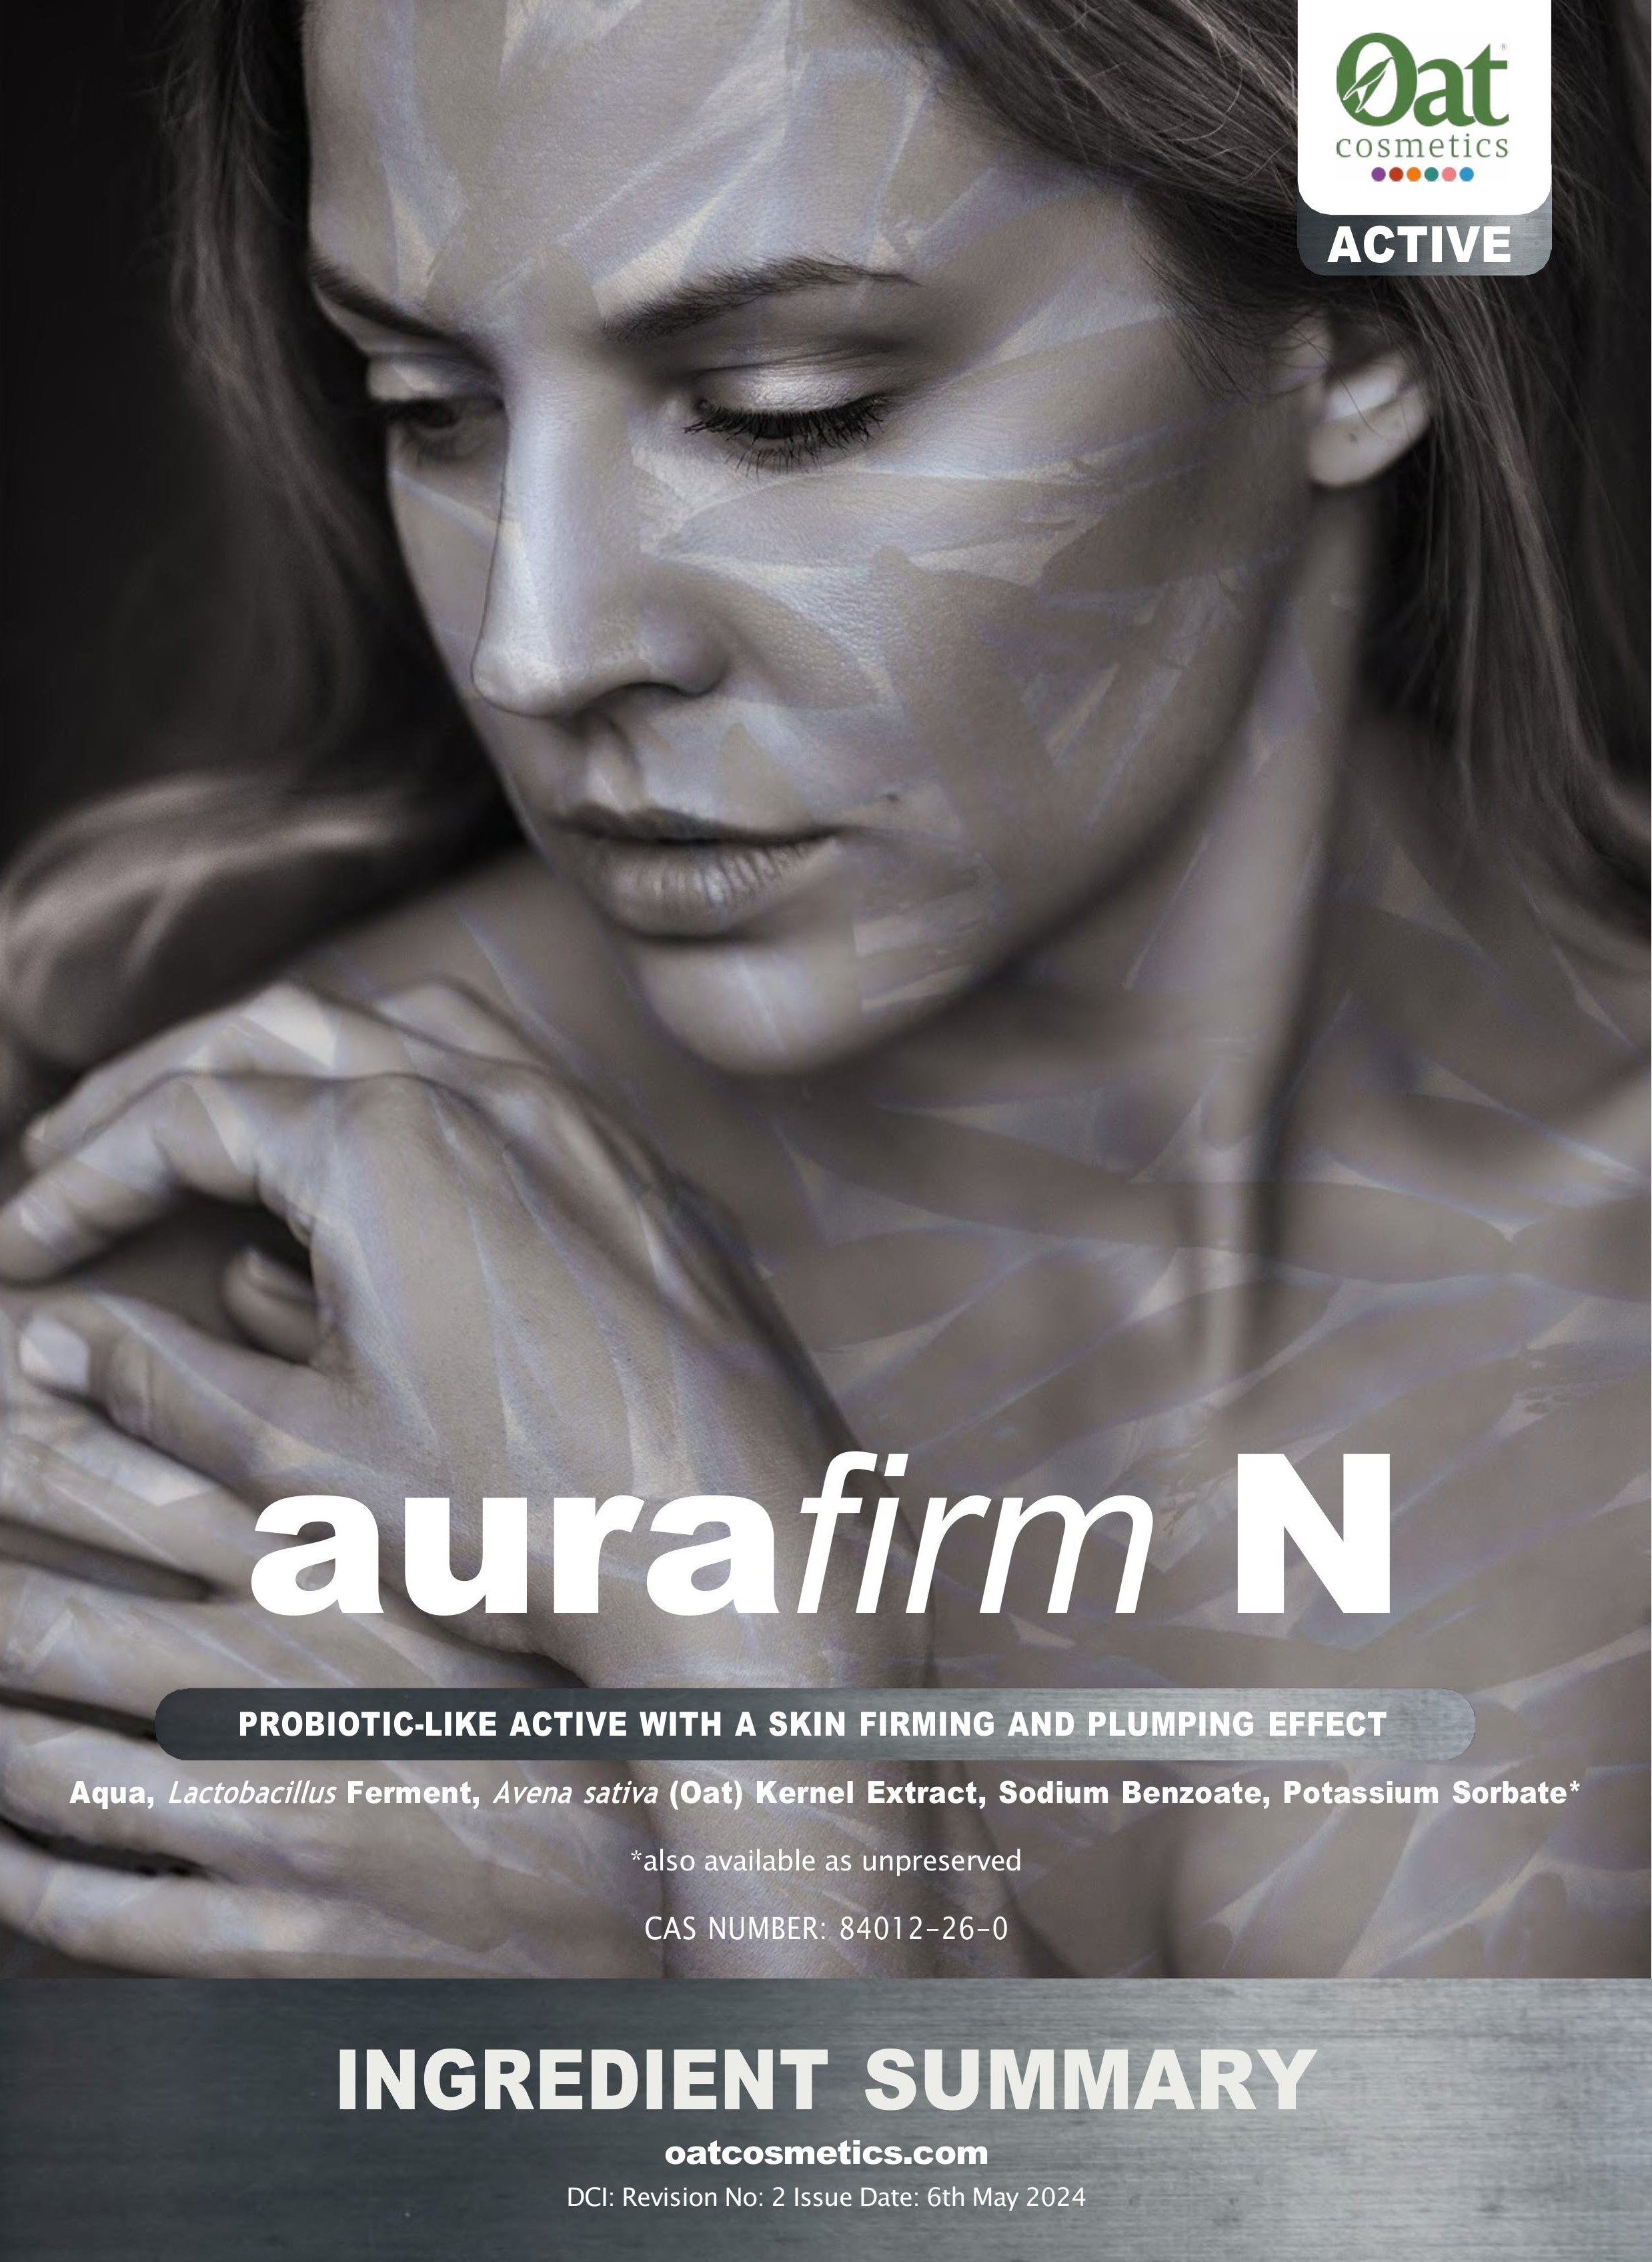 Oat®
cosmetics
ACTIVE
aurafirm N
PROBIOTIC-LIKE ACTIVE WITH A SKIN FIRMING AND PLUMPING EFFECT
Aqua, Lactobacillus Ferment, Avena sativa (Oat) Kernel Extract, Sodium Benzoate, Potassium Sorbate*
*also available as unpreserved
CAS NUMBER: 84012-26-0
INGREDIENT SUMMARY
oatcosmetics.com
DCI: Revision No: 2 Issue Date: 6th May 2024